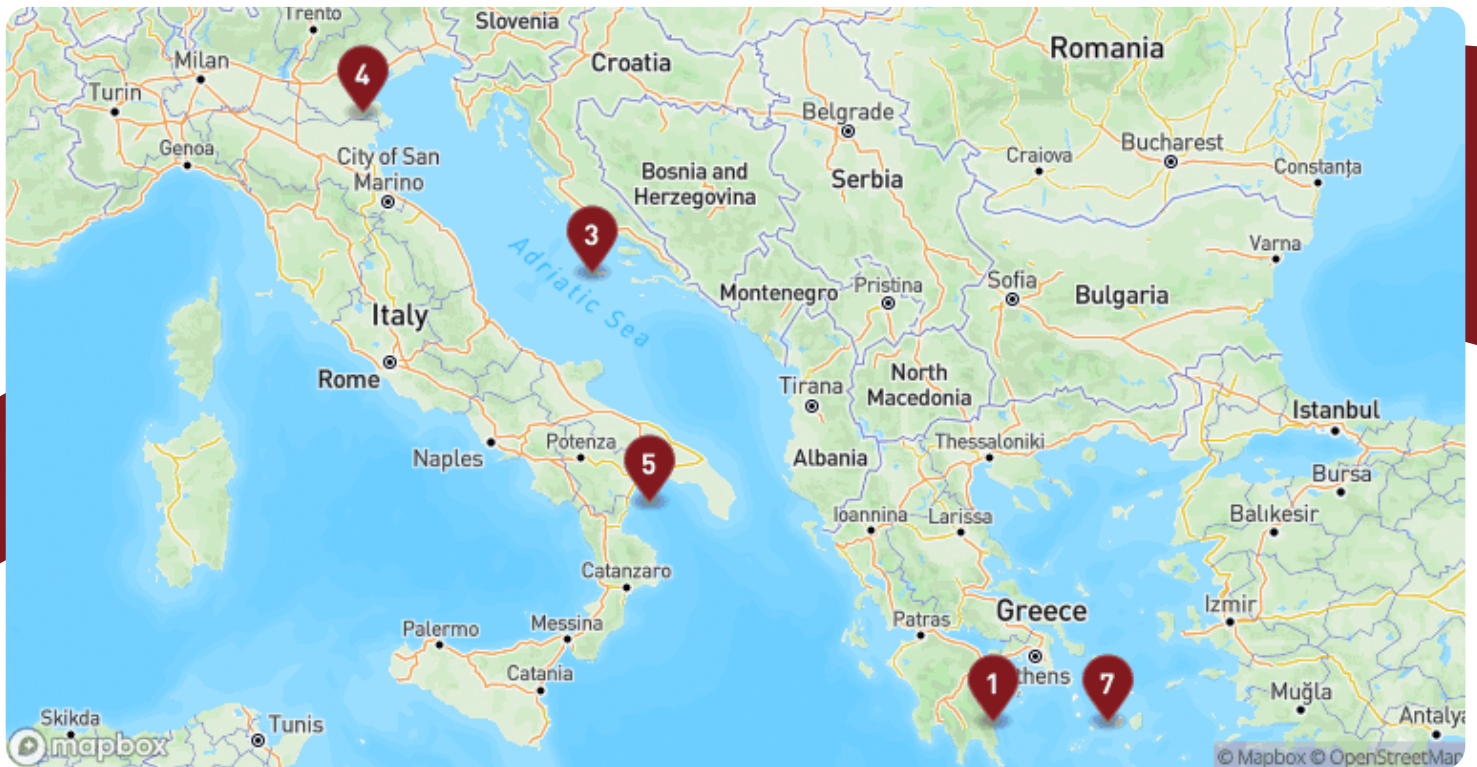 Trento
Slovenia
Romania
Milan
Croatia
4
Turin
Belgrade
Bucharest
Genoa
City of San
Marino
Craiova
Constanța
Bosnia and
Herzegovina
Serbia
3
Varna
Adriatic Sea
Montenegro
Pristina
Sofia
Bulgaria
Italy
Rome
Tirana
North
Macedonia
Istanbul
Naples
Potenza
5
Albania
Thessaloniki
Bursa
Ioannina
Larissa
Balıkesir
Catanzaro
Izmir
Greece
Patras
Palermo
Messina
Catania
1
thens
7
Muğla
Skikda
Tunis
Antalya
mapbox
© Mapbox © OpenStreetMap